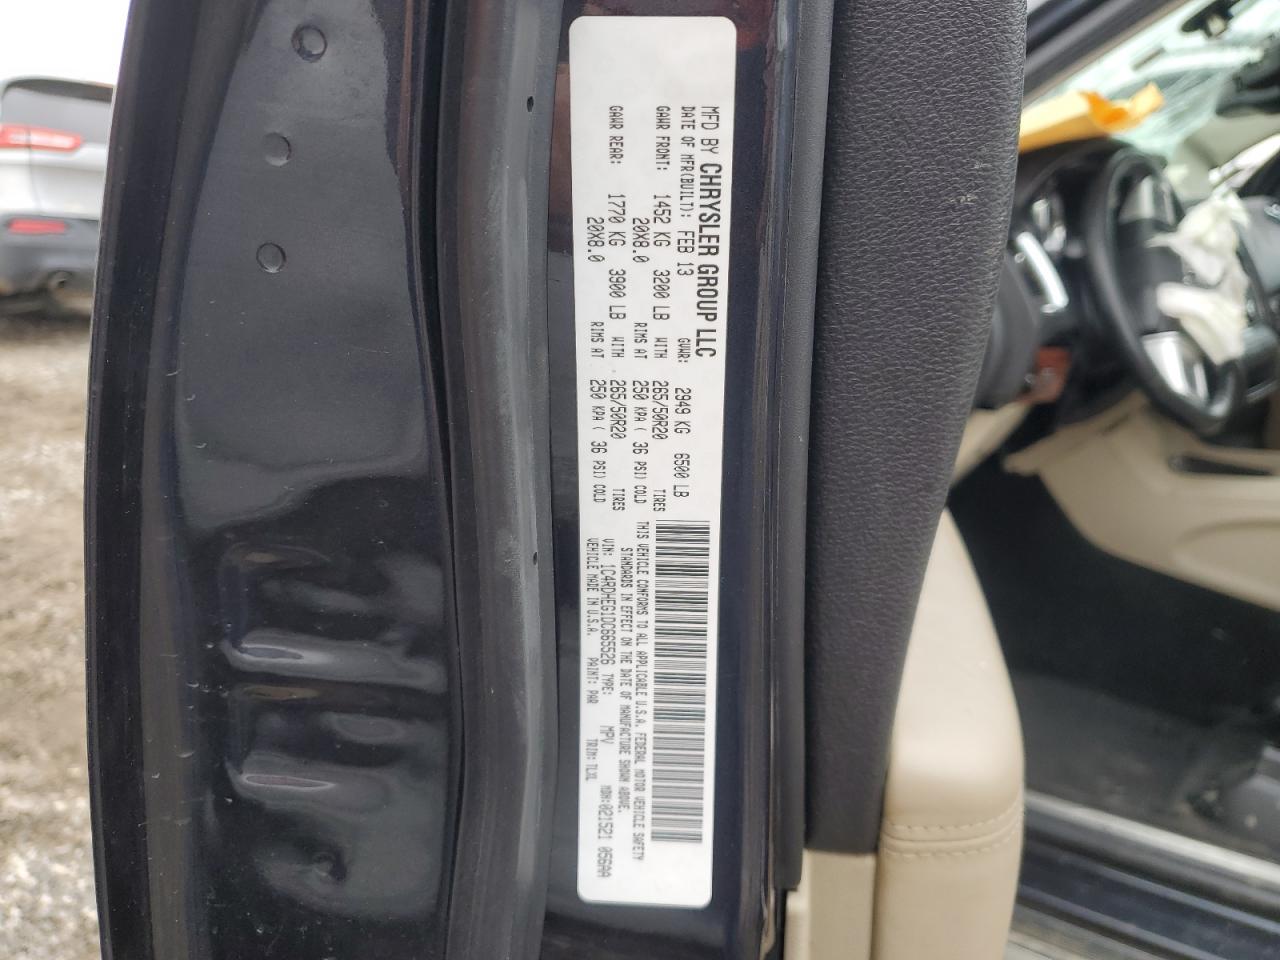 MFD BY CHRYSLER GROUP LLC
DATE OF MFR(BUILT): FEB 13 GVWR: 2949 KG 6500 LB
GAWR FRONT: 1452 KG 3200 LB WITH 265/50R20 TIRES
20X8.0 RIMS AT 250 KPA ( 36 PSI) COLD
GAWR REAR: 1770 KG 3900 LB WITH 265/50R20 TIRES
20X8.0 RIMS AT 250 KPA ( 36 PSI) COLD
THIS VEHICLE CONFORMS TO ALL APPLICABLE U.S.A. FEDERAL MOTOR VEHICLE SAFETY
STANDARDS IN EFFECT ON THE DATE OF MANUFACTURE SHOWN ABOVE.
VIN: 1C4RDHEG1DC665526 TYPE: MPV MDH:021521 056AA
VEHICLE MADE IN U.S.A. PAINT: PAR TRIM: TLXL